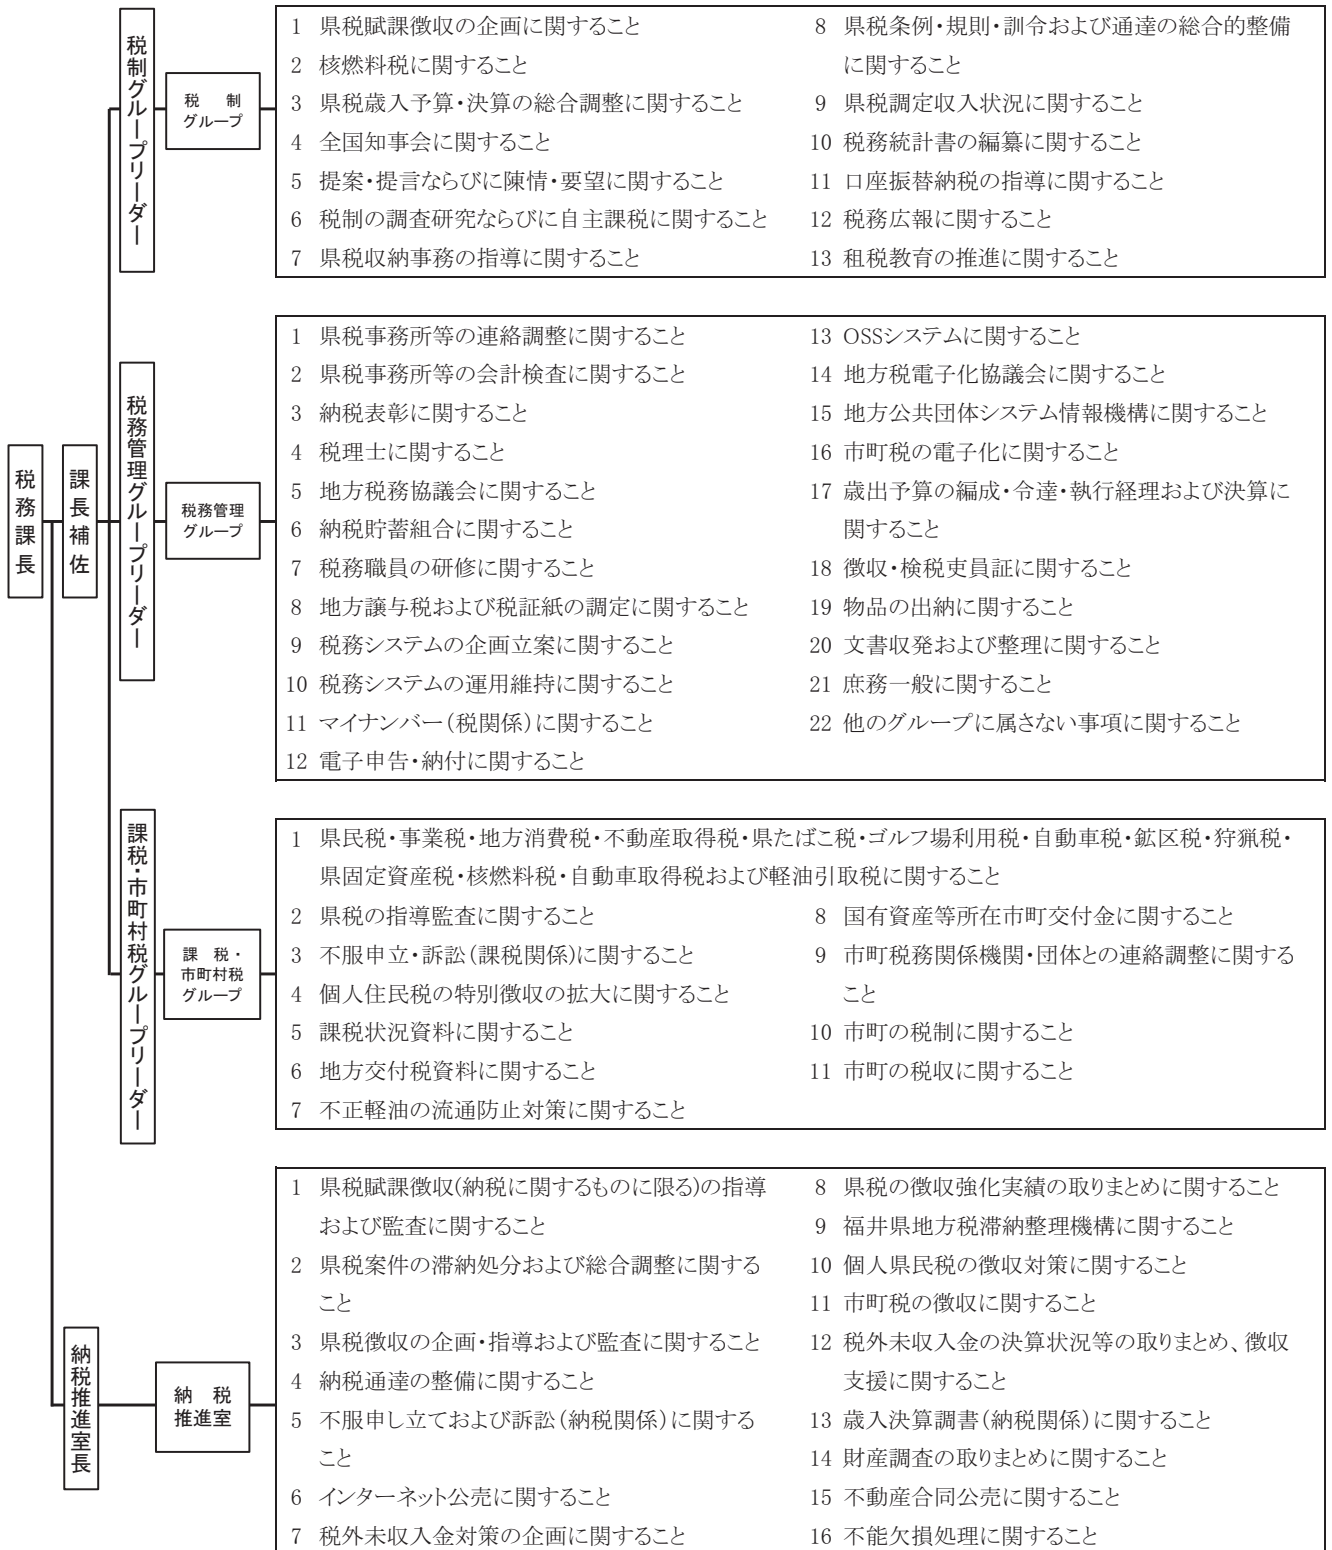 税務課長
課長補佐
税制グループリーダー
税　制
グループ
1 県税賦課徴収の企画に関すること
2 核燃料税に関すること
3 県税歳入予算・決算の総合調整に関すること
4 全国知事会に関すること
5 提案・提言ならびに陳情・要望に関すること
6 税制の調査研究ならびに自主課税に関すること
7 県税収納事務の指導に関すること
8 県税条例・規則・訓令および通達の総合的整備
に関すること
9 県税調定収入状況に関すること
10 税務統計書の編纂に関すること
11 口座振替納税の指導に関すること
12 税務広報に関すること
13 租税教育の推進に関すること
税務管理グループリーダー
税務管理
グループ
1 県税事務所等の連絡調整に関すること
2 県税事務所等の会計検査に関すること
3 納税表彰に関すること
4 税理士に関すること
5 地方税務協議会に関すること
6 納税貯蓄組合に関すること
7 税務職員の研修に関すること
8 地方譲与税および税証紙の調定に関すること
9 税務システムの企画立案に関すること
10 税務システムの運用維持に関すること
11 マイナンバー（税関係）に関すること
12 電子申告・納付に関すること
13 OSSシステムに関すること
14 地方税電子化協議会に関すること
15 地方公共団体システム情報機構に関すること
16 市町税の電子化に関すること
17 歳出予算の編成・令達・執行経理および決算に
関すること
18 徴収・検税吏員証に関すること
19 物品の出納に関すること
20 文書収発および整理に関すること
21 庶務一般に関すること
22 他のグループに属さない事項に関すること
課税・市町村税グループリーダー
課 税・
市町村税
グループ
1 県民税・事業税・地方消費税・不動産取得税・県たばこ税・ゴルフ場利用税・自動車税・鉱区税・狩猟税・
県固定資産税・核燃料税・自動車取得税および軽油引取税に関すること
2 県税の指導監査に関すること
3 不服申立・訴訟(課税関係)に関すること
4 個人住民税の特別徴収の拡大に関すること
5 課税状況資料に関すること
6 地方交付税資料に関すること
7 不正軽油の流通防止対策に関すること
8 国有資産等所在市町交付金に関すること
9 市町税務関係機関・団体との連絡調整に関する
こと
10 市町の税制に関すること
11 市町の税収に関すること
納税推進室長
納　税
推進室
1 県税賦課徴収(納税に関するものに限る)の指導
および監査に関すること
2 県税案件の滞納処分および総合調整に関する
こと
3 県税徴収の企画・指導および監査に関すること
4 納税通達の整備に関すること
5 不服申し立ておよび訴訟（納税関係）に関する
こと
6 インターネット公売に関すること
7 税外未収入金対策の企画に関すること
8 県税の徴収強化実績の取りまとめに関すること
9 福井県地方税滞納整理機構に関すること
10 個人県民税の徴収対策に関すること
11 市町税の徴収に関すること
12 税外未収入金の決算状況等の取りまとめ、徴収
支援に関すること
13 歳入決算調書（納税関係）に関すること
14 財産調査の取りまとめに関すること
15 不動産合同公売に関すること
16 不能欠損処理に関すること